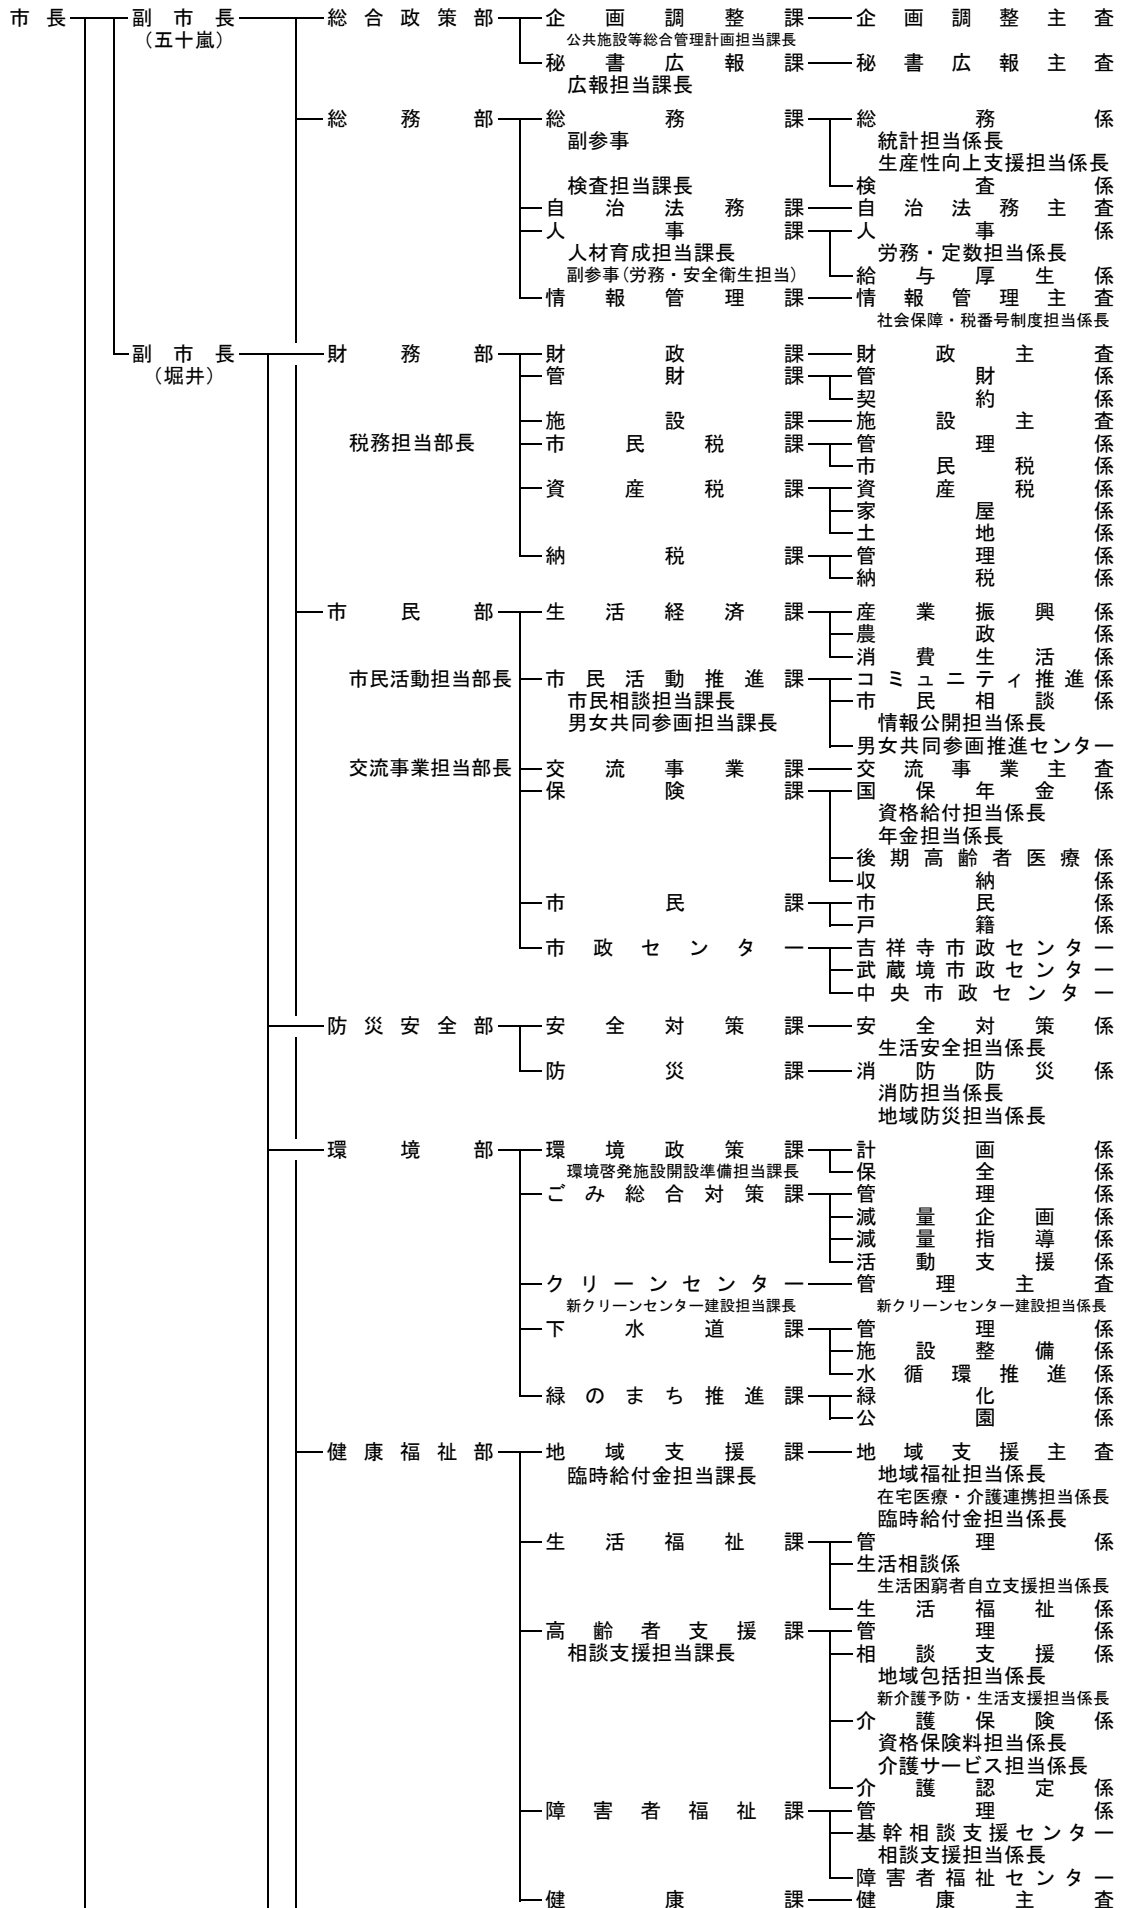 市長 副市長 総合政策部 企画調整課 企画調整主査
(五十嵐) 公共施設等総合管理計画担当課長
秘書広報課 秘書広報主査
広報担当課長
総務部 総務課 総務係
副参事 統計担当係長
生産性向上支援担当係長
検査担当課長 検査係
自治法務課 自治法務主査
人事課 人事係
人材育成担当課長 労務・定数担当係長
副参事(労務・安全衛生担当) 給与厚生係
情報管理課 情報管理主査
社会保障・税番号制度担当係長
副市長 財務部 財政課 財政主査
(堀井) 管財課 管財係
契約係
施設課 施設主査
税務担当部長 市民税課 管理係
市民税係
資産税課 資産税係
家屋係
土地係
納税課 管理係
納税係
市民部 生活経済課 産業振興係
農政係
消費生活係
市民活動担当部長 市民活動推進課 コミュニティ推進係
市民相談担当課長 市民相談係
男女共同参画担当課長 情報公開担当係長
男女共同参画推進センター
交流事業担当部長 交流事業課 交流事業主査
保険課 国保年金係
資格給付担当係長
年金担当係長
後期高齢者医療係
収納係
市民課 市民係
戸籍係
市政センター 吉祥寺市政センター
武蔵境市政センター
中央市政センター
防災安全部 安全対策課 安全対策係
生活安全担当係長
防災課 消防防災係
消防担当係長
地域防災担当係長
環境部 環境政策課 計画係
環境啓発施設開設準備担当課長 保全係
ごみ総合対策課 管理係
減量企画係
減量指導係
活動支援係
クリーンセンター 管理主査
新クリーンセンター建設担当課長 新クリーンセンター建設担当係長
下水道課 管理係
施設整備係
水循環推進係
緑のまち推進課 緑化係
公園係
健康福祉部 地域支援課 地域支援主査
臨時給付金担当課長 地域福祉担当係長
在宅医療・介護連携担当係長
臨時給付金担当係長
生活福祉課 管理係
生活相談係
生活困窮者自立支援担当係長
生活福祉係
高齢者支援課 管理係
相談支援担当課長 相談支援係
地域包括担当係長
新介護予防・生活支援担当係長
介護保険係
資格保険料担当係長
介護サービス担当係長
介護認定係
障害者福祉課 管理係
基幹相談支援センター
相談支援担当係長
障害者福祉センター
健康課 健康主査